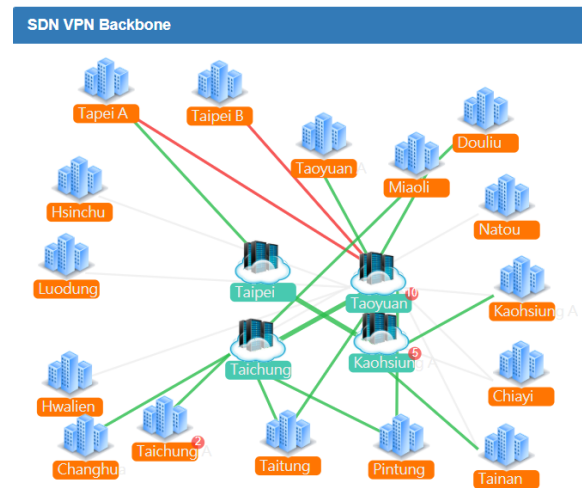 SDN VPN Backbone
Tapei A
Taipei B
Douliu
Taoyuan A
Miaoli
Hsinchu
Natou
Luodung
Taipei
Taoyuan
10
Kaohsiung A
Taichung
Kaohsiung A
5
Hwalien
Chiayi
Taichung A
2
Changhue
Taitung
Pintung
Tainan